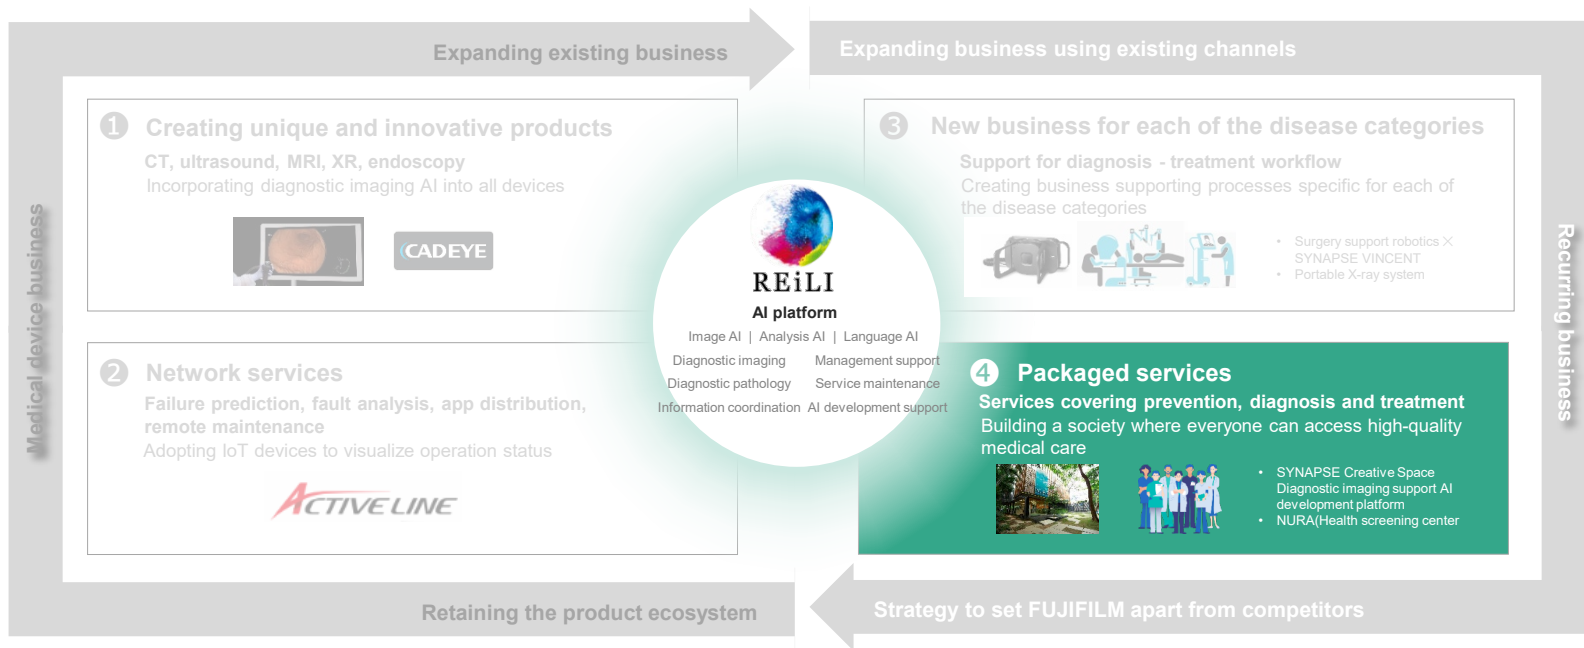 Expanding existing business
Expanding business using existing channels
Medical device business
❶ Creating unique and innovative products
CT, ultrasound, MRI, XR, endoscopy
Incorporating diagnostic imaging AI into all devices
CADEYE
❷ Network services
Failure prediction, fault analysis, app distribution,
remote maintenance
Adopting IoT devices to visualize operation status
ACTIVE LINE
REiLI
AI platform
Image AI | Analysis AI | Language AI
Diagnostic imaging Management support
Diagnostic pathology Service maintenance
Information coordination AI development support
❸ New business for each of the disease categories
Support for diagnosis - treatment workflow
Creating business supporting processes specific for each of
the disease categories
• Surgery support robotics ×
SYNAPSE VINCENT
• Portable X-ray system
❹ Packaged services
Services covering prevention, diagnosis and treatment
Building a society where everyone can access high-quality
medical care
• SYNAPSE Creative Space
Diagnostic imaging support AI
development platform
• NURA(Health screening center
Recurring business
Retaining the product ecosystem
Strategy to set FUJIFILM apart from competitors